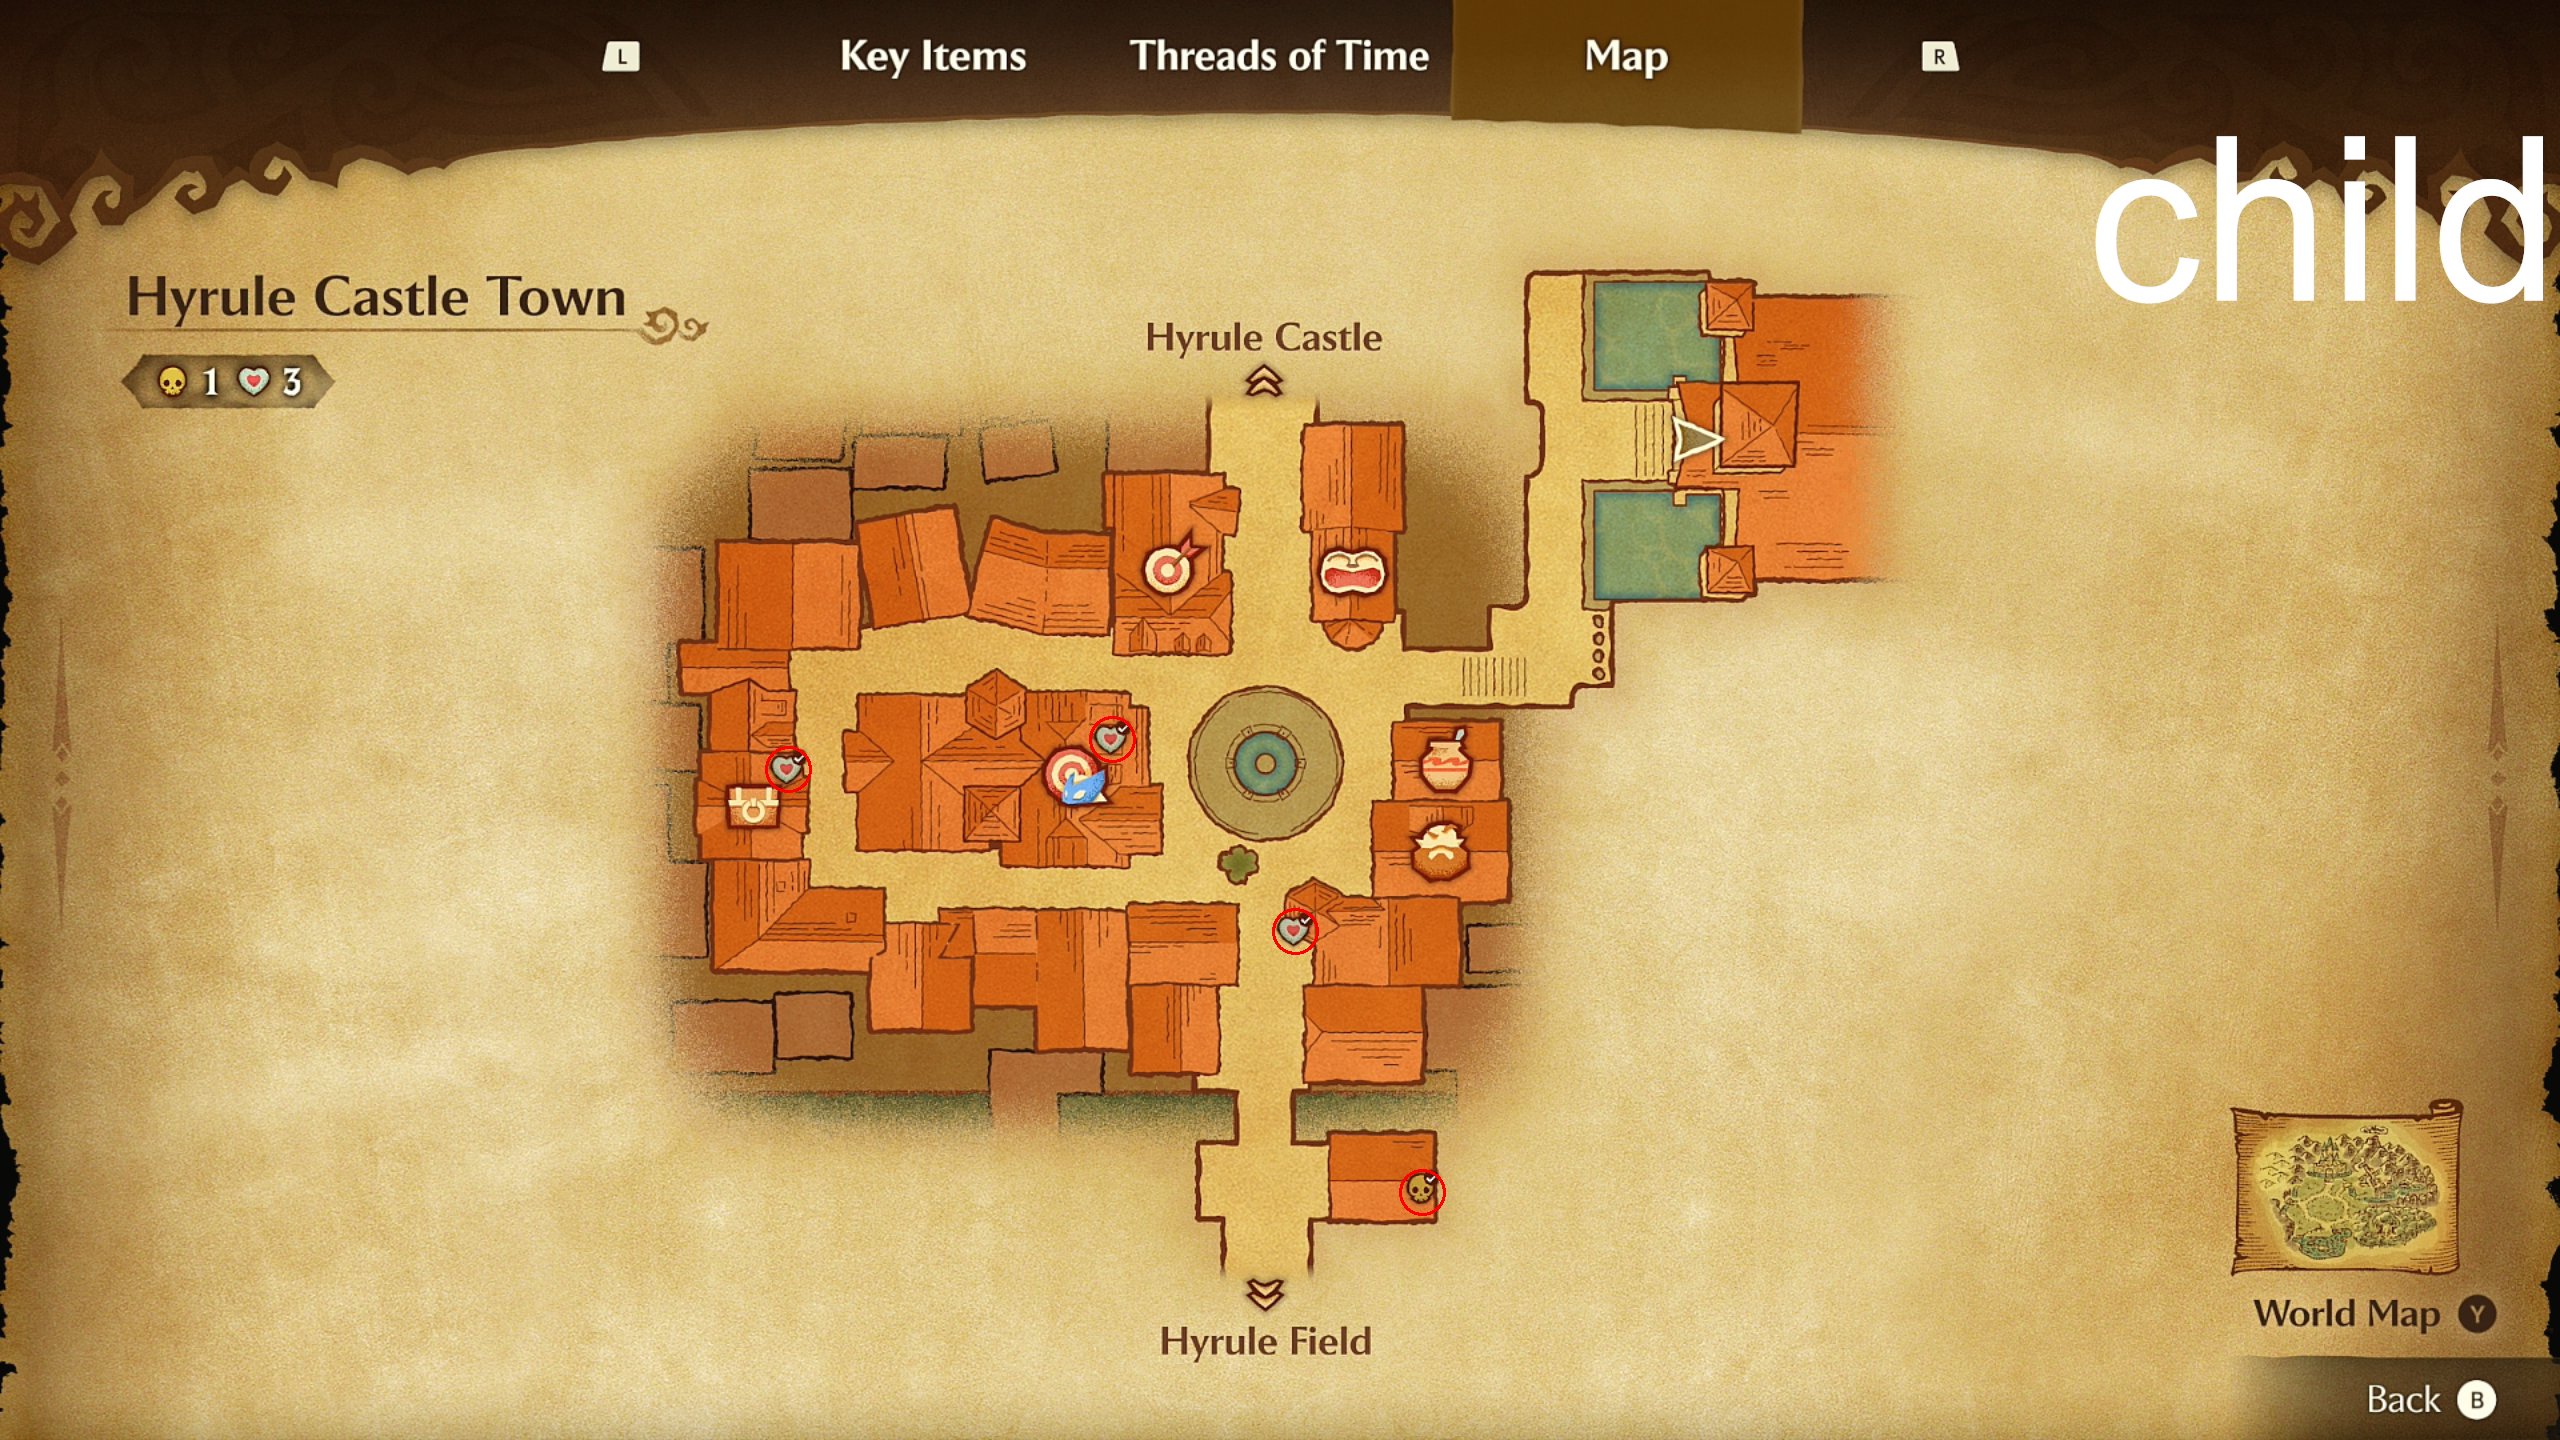 L Key Items Threads of Time Map R
child
Hyrule Castle Town
1 3
Hyrule Castle
Hyrule Field
World Map Y
Back B